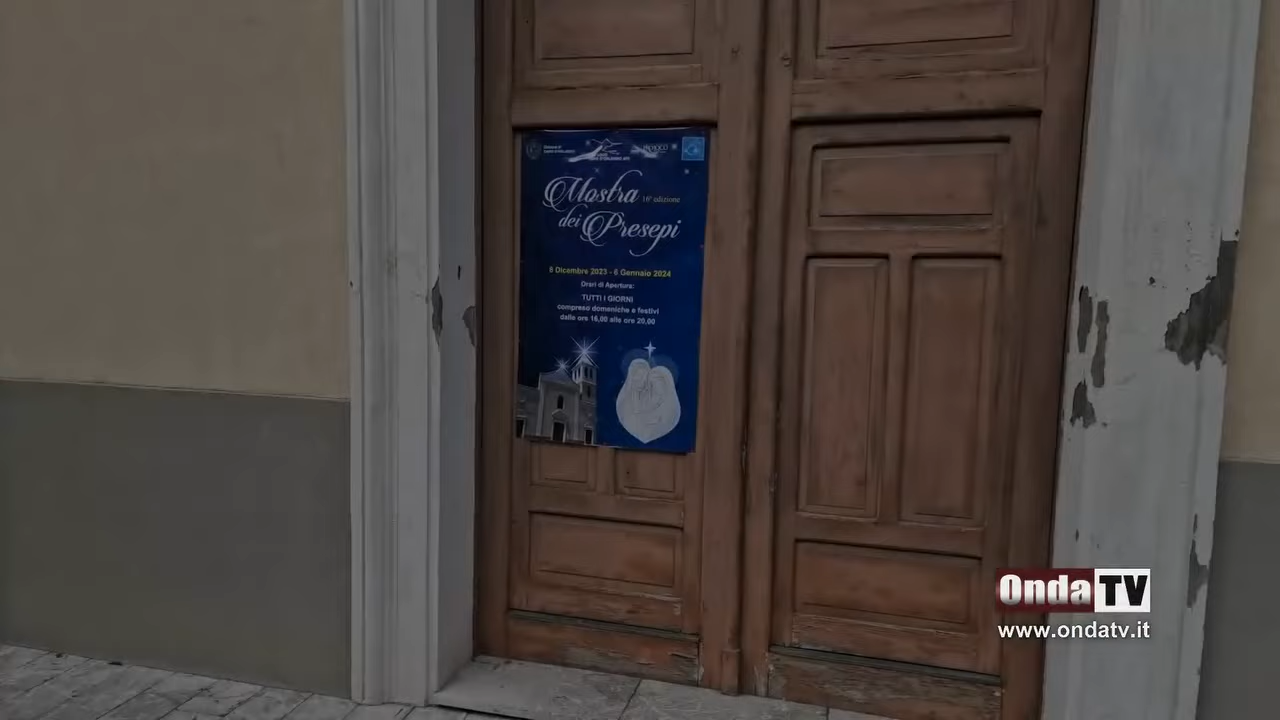 Mostra 16ª edizione
dei Presepi
8 Dicembre 2023 - 6 Gennaio 2024
Orari di Apertura:
TUTTI I GIORNI
compreso domeniche e festivi
dalle ore 16,00 alle ore 20,00
OndaTV
www.ondatv.it